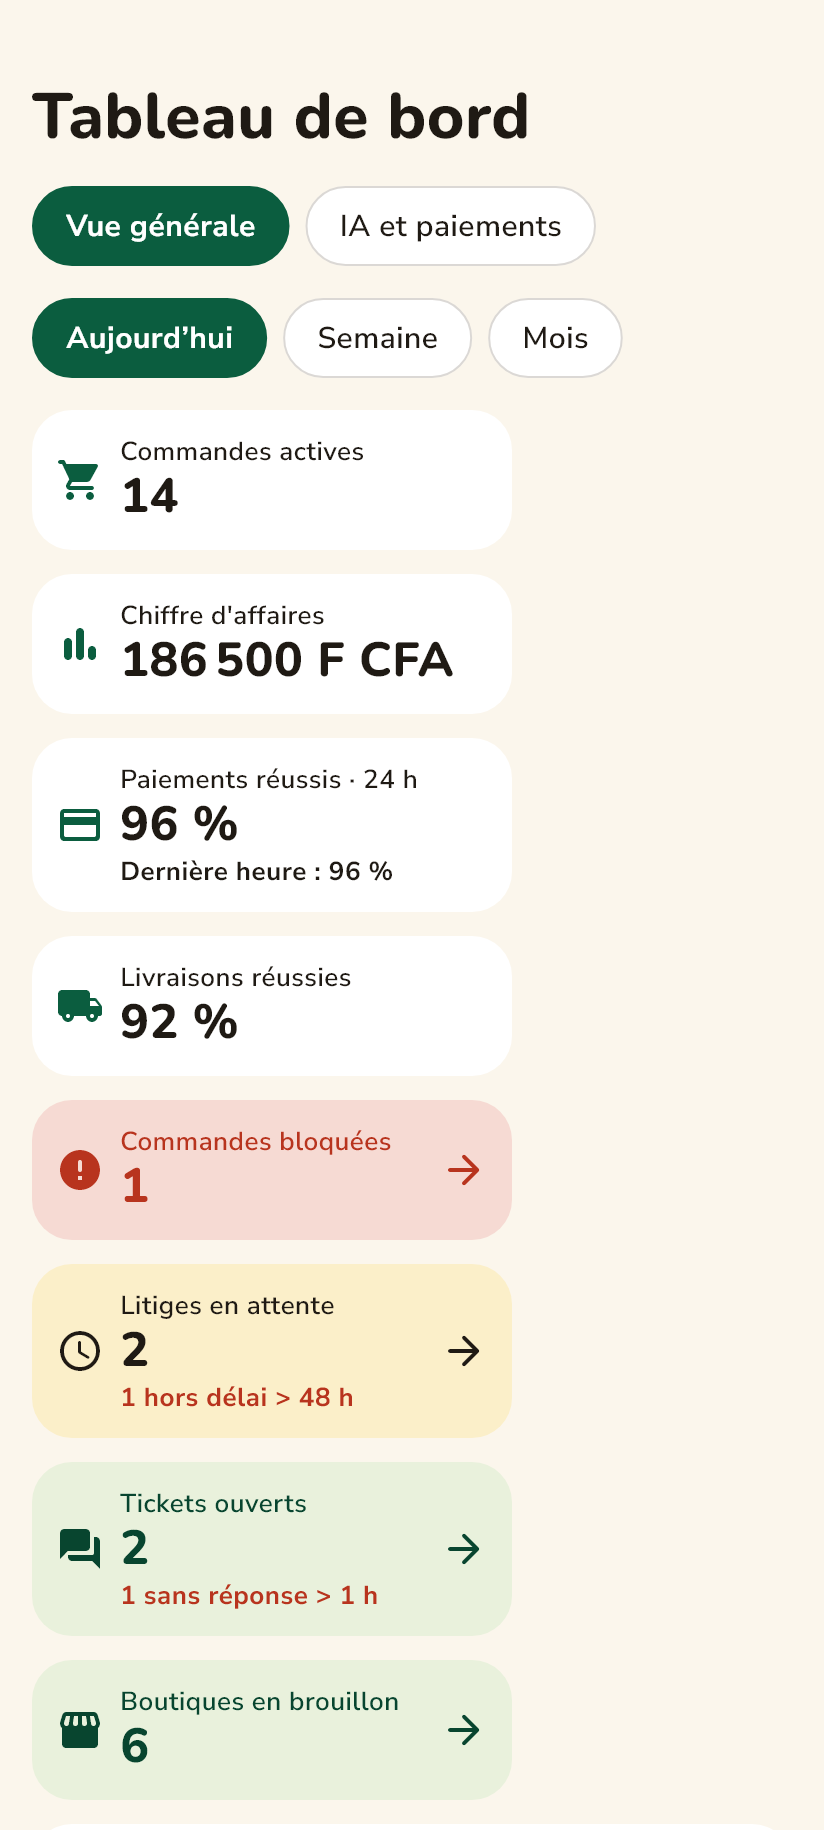 Tableau de bord
Vue générale
IA et paiements
Aujourd’hui
Semaine
Mois
Commandes actives
14
Chiffre d'affaires
186 500 F CFA
Paiements réussis · 24 h
96 %
Dernière heure : 96 %
Livraisons réussies
92 %
Commandes bloquées
1
Litiges en attente
2
1 hors délai > 48 h
Tickets ouverts
2
1 sans réponse > 1 h
Boutiques en brouillon
6